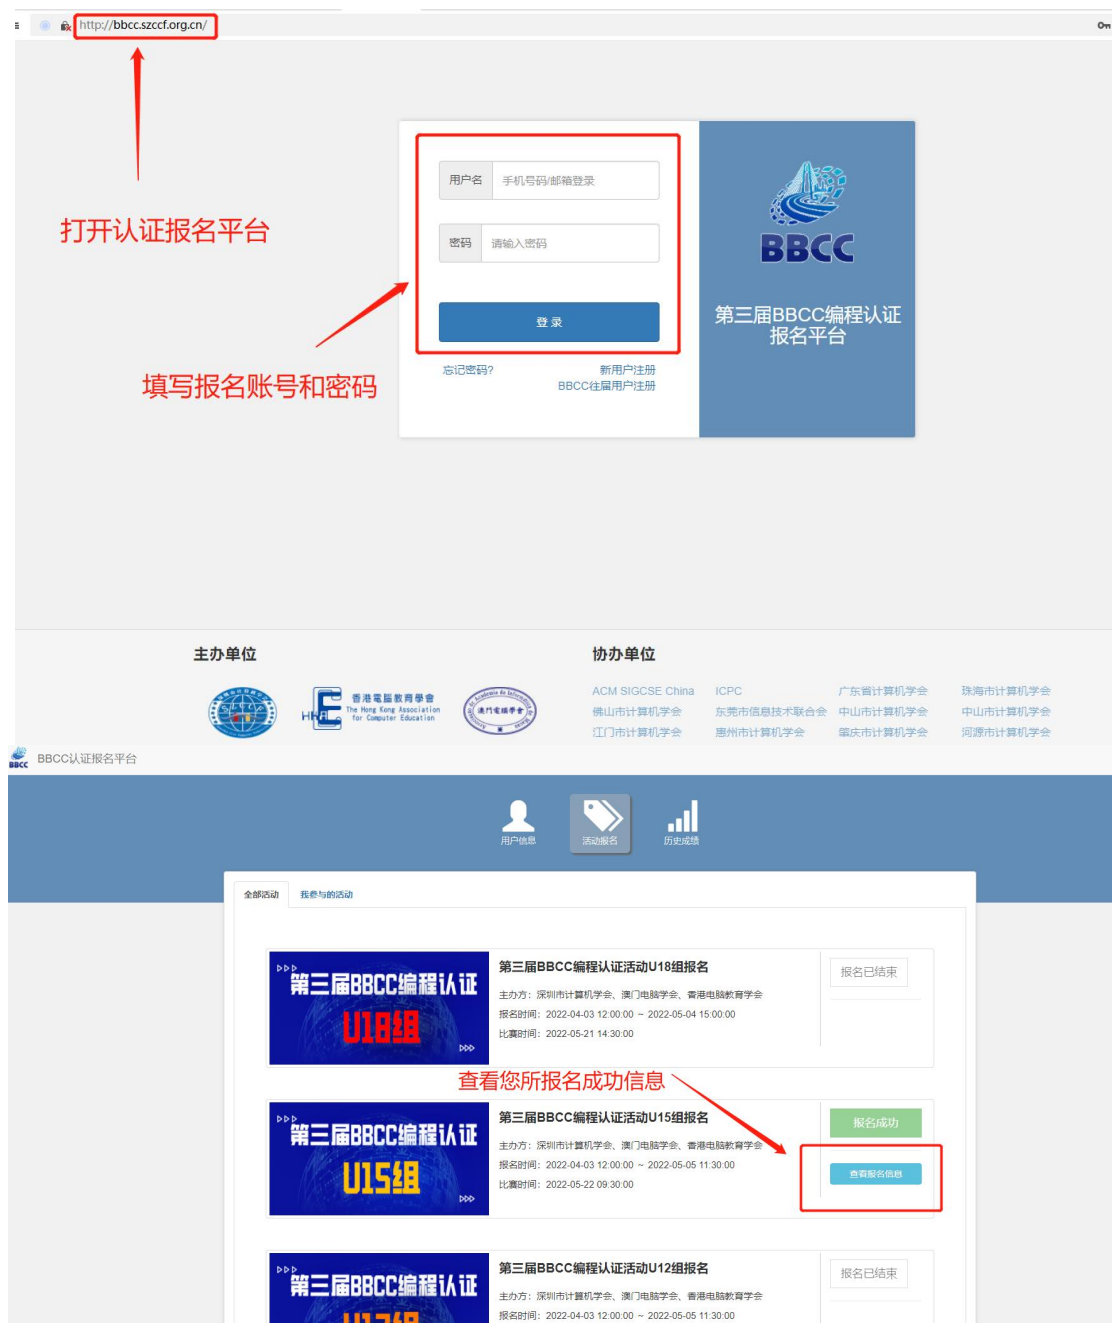 http://bbcc.szccf.org.cn/
打开认证报名平台
用户名 手机号码/邮箱登录
密码 请输入密码
登 录
忘记密码?
新用户注册
BBCC往届用户注册
填写报名账号和密码
BBCC
第三届BBCC编程认证
报名平台
主办单位
香港電腦教育學會
The Hong Kong Association
for Computer Education
澳門電腦學會
协办单位
ACM SIGCSE China ICPC 广东省计算机学会 珠海市计算机学会
佛山市计算机学会 东莞市信息技术联合会 中山市计算机学会 中山市计算机学会
江门市计算机学会 惠州市计算机学会 肇庆市计算机学会 河源市计算机学会
BBCC BBCC认证报名平台
用户信息 活动报名 历史成绩
全部活动 我参与的活动
第三届BBCC编程认证
U18组
第三届BBCC编程认证活动U18组报名
主办方：深圳市计算机学会、澳门电脑学会、香港电脑教育学会
报名时间：2022-04-03 12:00:00 ~ 2022-05-04 15:00:00
比赛时间：2022-05-21 14:30:00
报名已结束
查看您所报名成功信息
第三届BBCC编程认证
U15组
第三届BBCC编程认证活动U15组报名
主办方：深圳市计算机学会、澳门电脑学会、香港电脑教育学会
报名时间：2022-04-03 12:00:00 ~ 2022-05-05 11:30:00
比赛时间：2022-05-22 09:30:00
报名成功
查看报名信息
第三届BBCC编程认证
U12组
第三届BBCC编程认证活动U12组报名
主办方：深圳市计算机学会、澳门电脑学会、香港电脑教育学会
报名时间：2022-04-03 12:00:00 ~ 2022-05-05 11:30:00
报名已结束